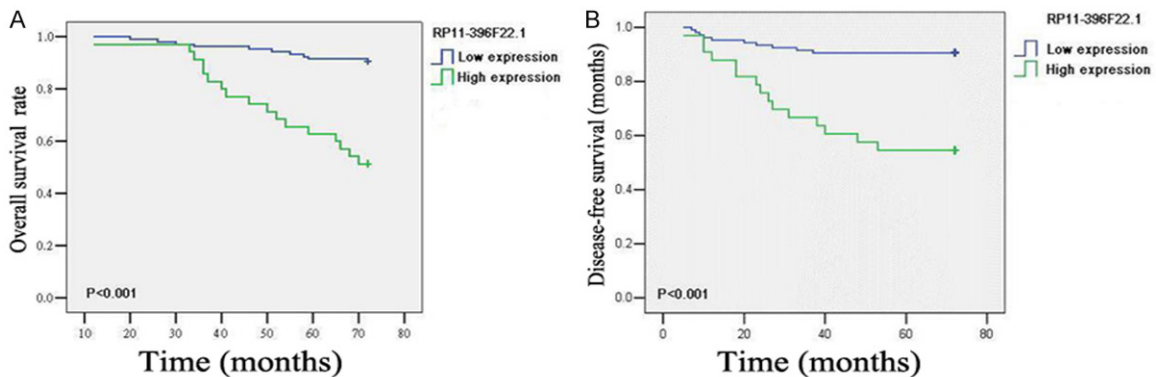 A
Overall survival rate
1.0
0.8
0.6
0.4
0.2
0.0
P<0.001
10 20 30 40 50 60 70 80
Time (months)
RP11-396F22.1
Low expression
High expression
B
Disease-free survival (months)
1.0
0.8
0.6
0.4
0.2
0.0
P<0.001
0 20 40 60 80
Time (months)
RP11-396F22.1
Low expression
High expression